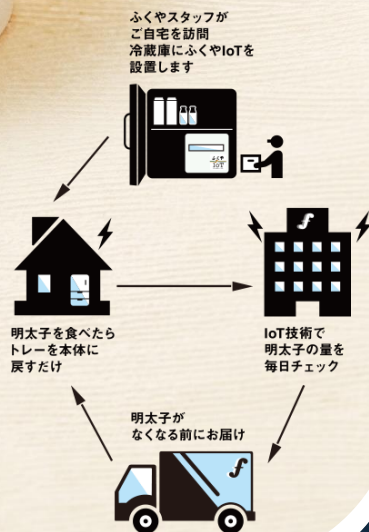 ふくやスタッフが
ご自宅を訪問
冷蔵庫にふくやIoTを
設置します
ふくや
IoT
明太子を食べたら
トレーを本体に
戻すだけ
IoT技術で
明太子の量を
毎日チェック
明太子が
なくなる前にお届け